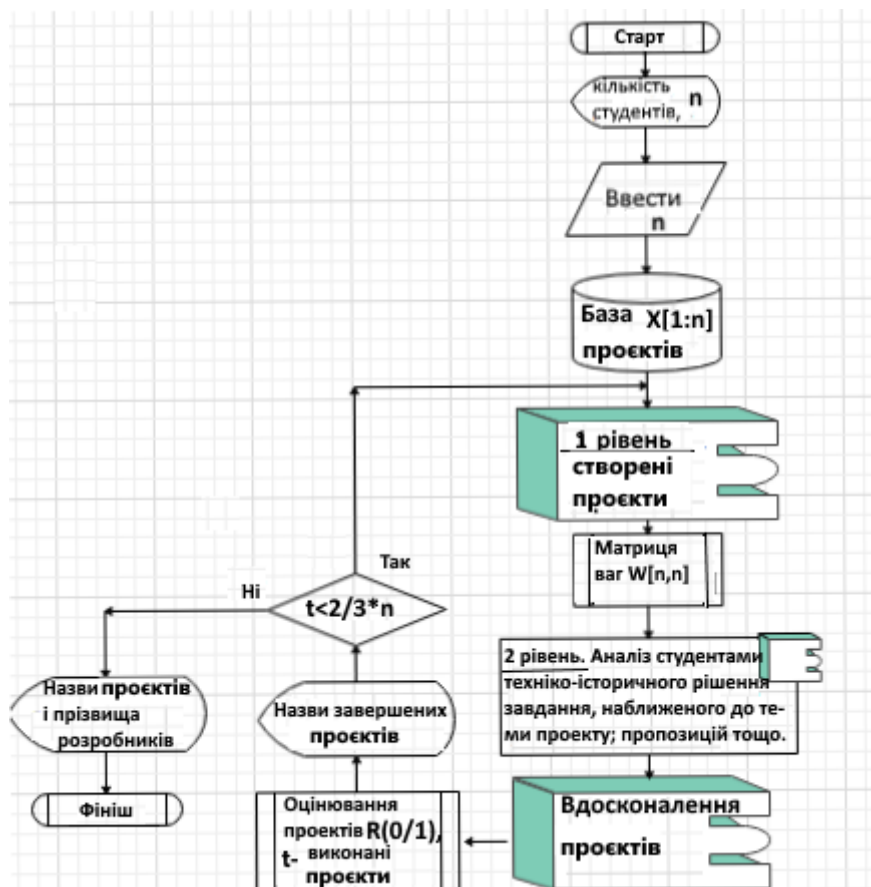 Старт
кількість
студентів, n
Ввести
n
База X[1:n]
проєктів
1 рівень
створені
проєкти
Матриця
ваг W[n,n]
2 рівень. Аналіз студентами
техніко-історичного рішення
завдання, наближеного до те-
ми проекту; пропозицій тощо.
Вдосконалення
проєктів
Оцінювання
проектів R(0/1),
t- виконані
проєкти
Назви завершених
проєктів
t<2/3*n
Так
Ні
Назви проєктів
і прізвища
розробників
Фініш